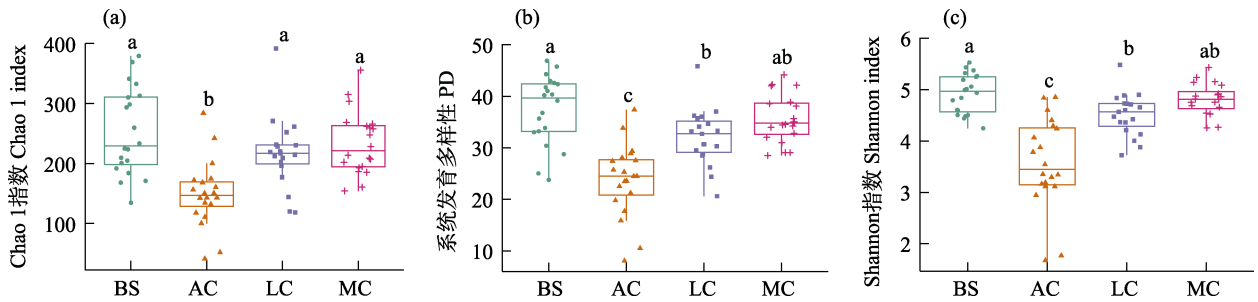 (a)
Chao 1指数 Chao 1 index
400
300
200
100
a
b
a
a
BS
AC
LC
MC
(b)
系统发育多样性 PD
50
40
30
20
10
a
c
b
ab
BS
AC
LC
MC
(c)
Shannon指数 Shannon index
6
5
4
3
2
a
c
b
ab
BS
AC
LC
MC